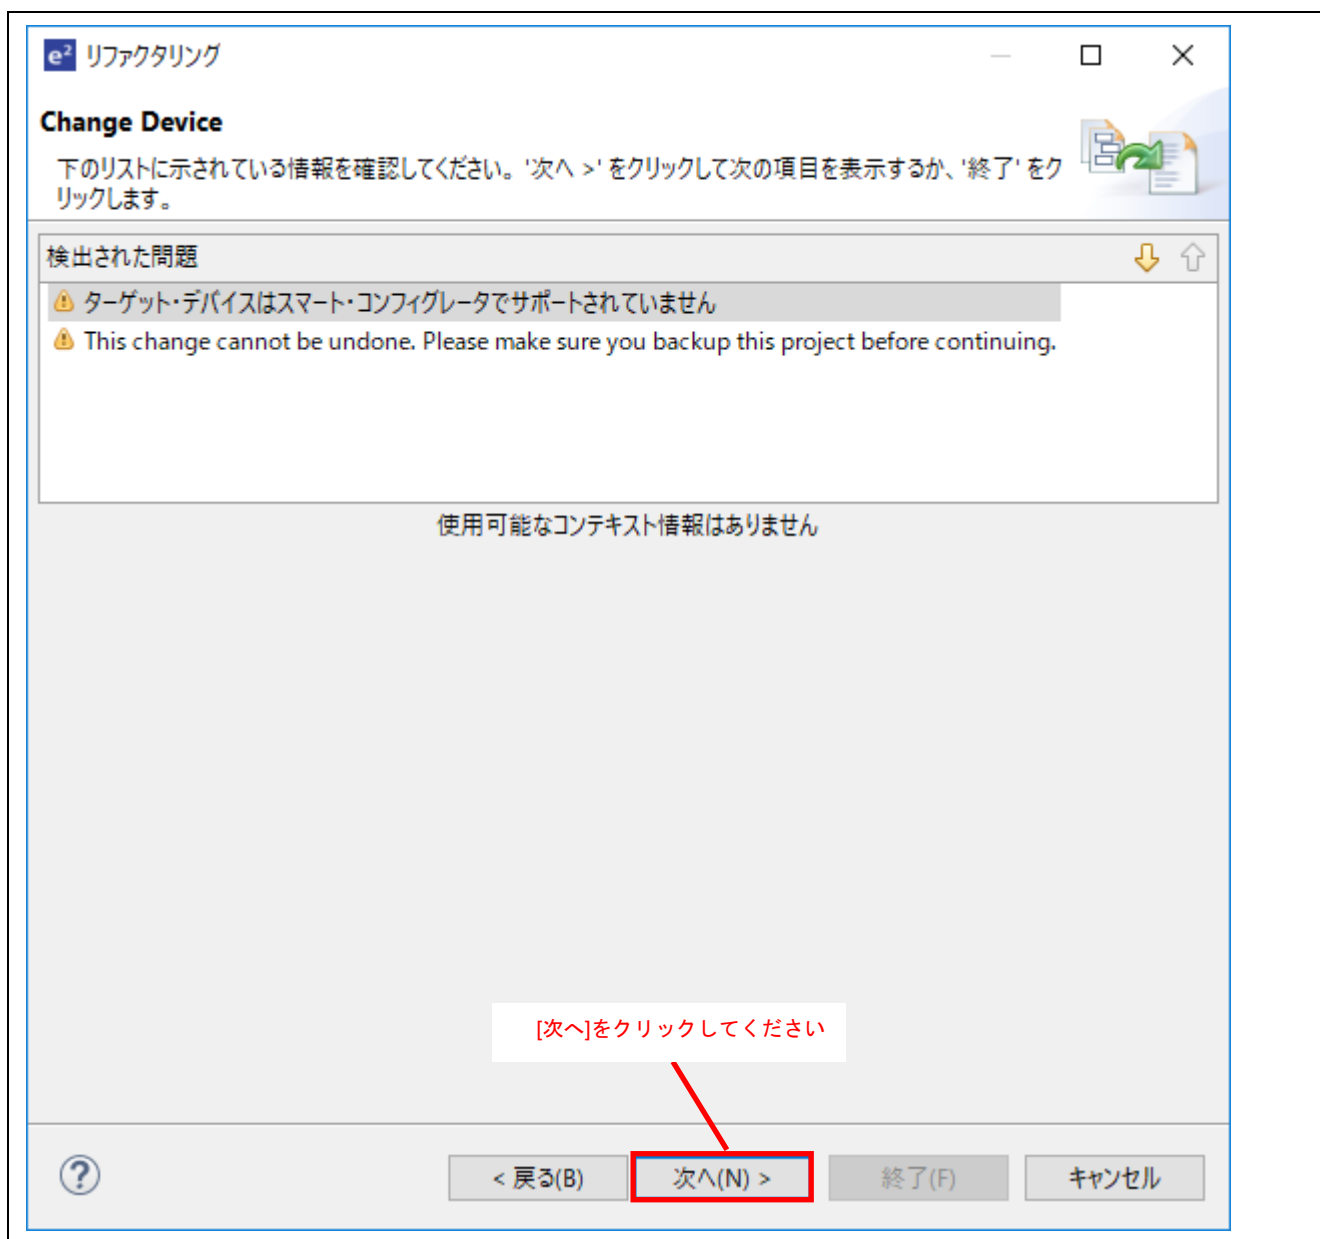 e² リファクタリング
Change Device
下のリストに示されている情報を確認してください。'次へ >' をクリックして次の項目を表示するか、'終了' をク
リックします。
検出された問題
ターゲット・デバイスはスマート・コンフィグレータでサポートされていません
This change cannot be undone. Please make sure you backup this project before continuing.
使用可能なコンテキスト情報はありません
[次へ]をクリックしてください
? < 戻る(B) 次へ(N) > 終了(F) キャンセル